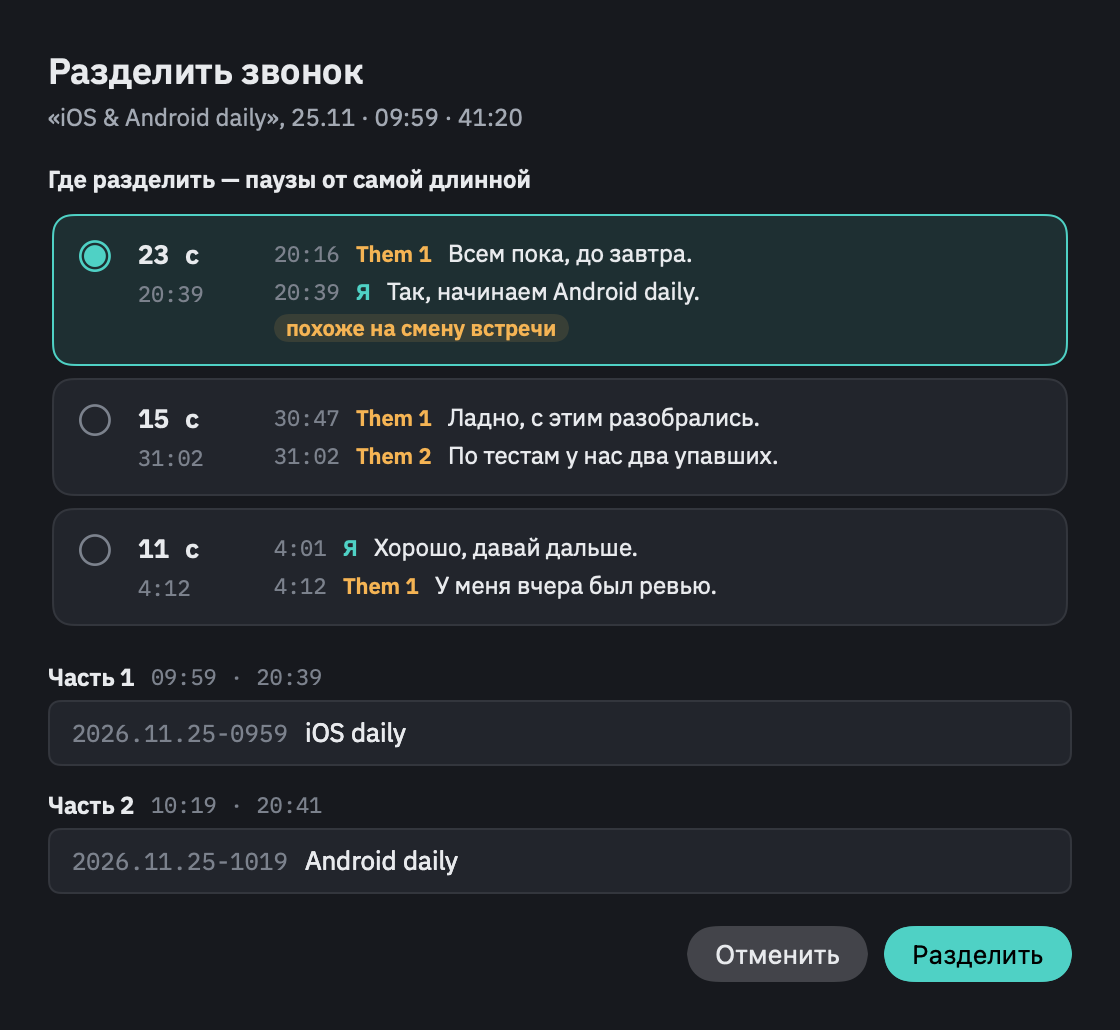 Разделить звонок
«iOS & Android daily», 25.11 · 09:59 · 41:20
Где разделить — паузы от самой длинной
23 с 20:16 Them 1 Всем пока, до завтра.
20:39 20:39 Я Так, начинаем Android daily.
похоже на смену встречи
15 с 30:47 Them 1 Ладно, с этим разобрались.
31:02 31:02 Them 2 По тестам у нас два упавших.
11 с 4:01 Я Хорошо, давай дальше.
4:12 4:12 Them 1 У меня вчера был ревью.
Часть 1 09:59 · 20:39
2026.11.25-0959 iOS daily
Часть 2 10:19 · 20:41
2026.11.25-1019 Android daily
Отменить Разделить